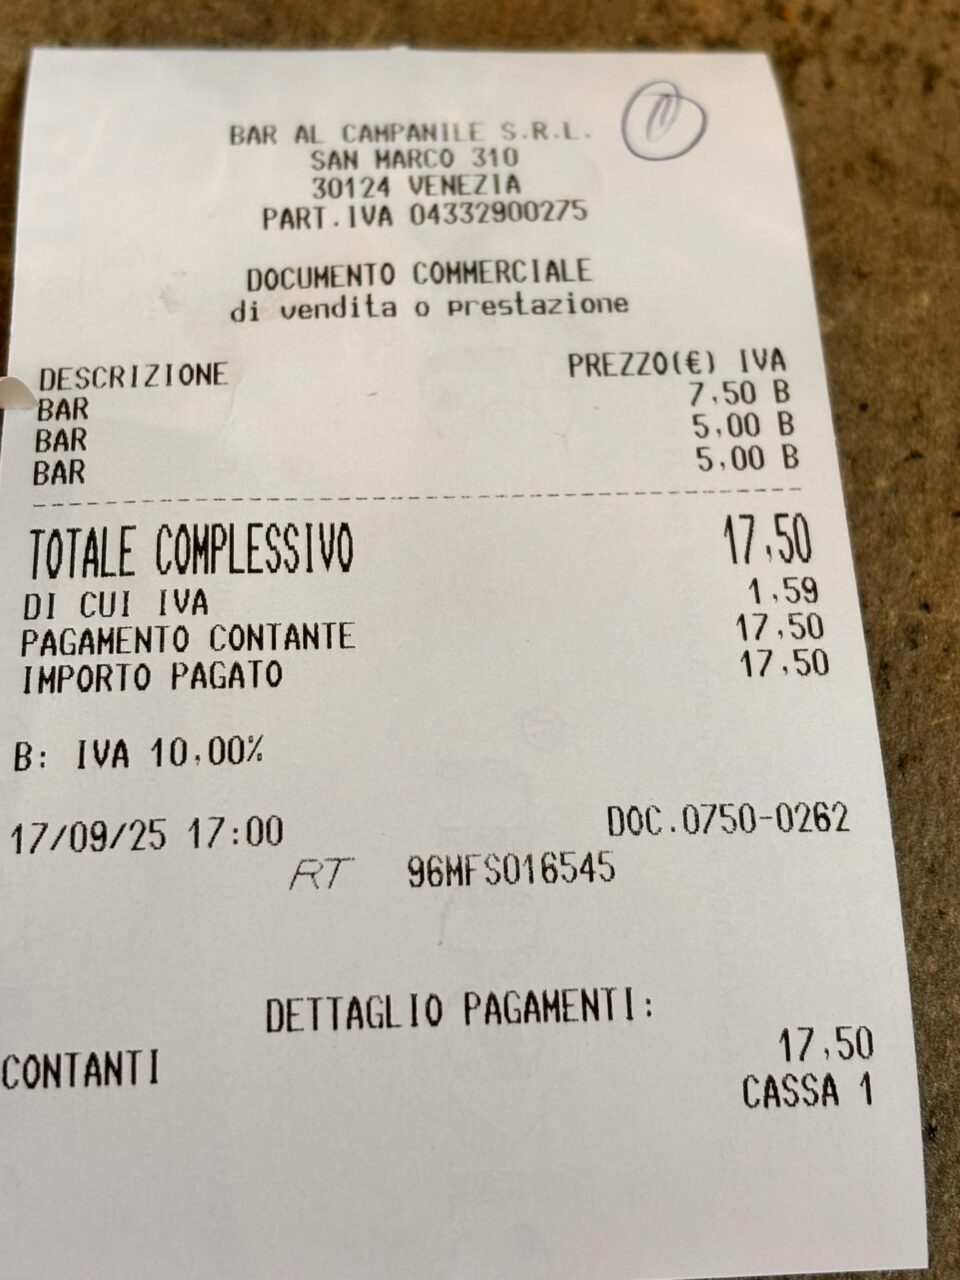 BAR AL CAMPANILE S.R.L.
SAN MARCO 310
30124 VENEZIA
PART.IVA 04332900275
DOCUMENTO COMMERCIALE
di vendita o prestazione
DESCRIZIONE PREZZO(€) IVA
BAR 7,50 B
BAR 5,00 B
BAR 5,00 B
TOTALE COMPLESSIVO 17,50
DI CUI IVA 1,59
PAGAMENTO CONTANTE 17,50
IMPORTO PAGATO 17,50
B: IVA 10,00%
17/09/25 17:00 DOC.0750-0262
RT 96MFS016545
DETTAGLIO PAGAMENTI:
CONTANTI 17,50
CASSA 1